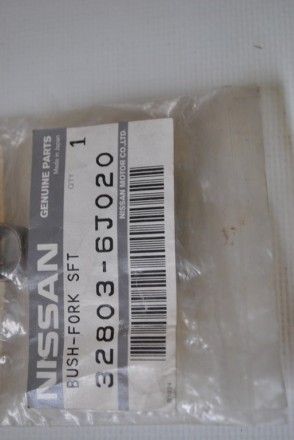 NISSAN
GENUINE PARTS
Made in Japan
BUSH-FORK SFT
QTY 1
32803-6J020
NISSAN MOTOR CO.,LTD.